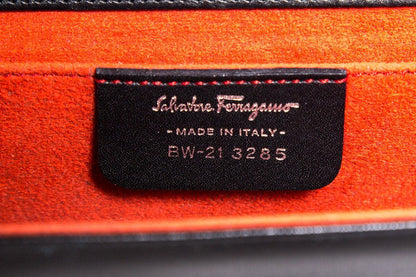 Salvatore Ferragamo
- MADE IN ITALY -
BW-21 3285